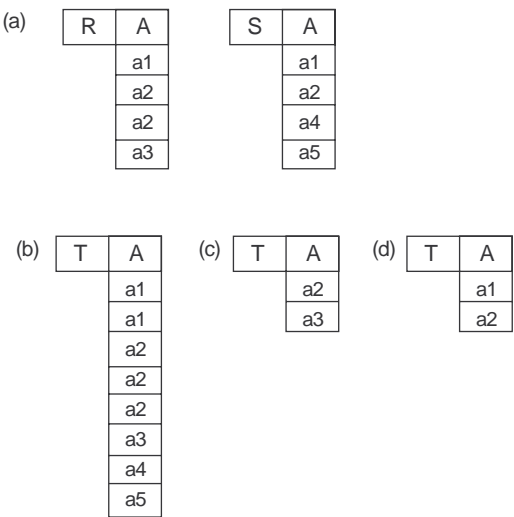 (a) R A S A
a1 a1
a2 a2
a2 a4
a3 a5
(b) T A (c) T A (d) T A
a1 a2 a1
a1 a3 a2
a2
a2
a2
a3
a4
a5